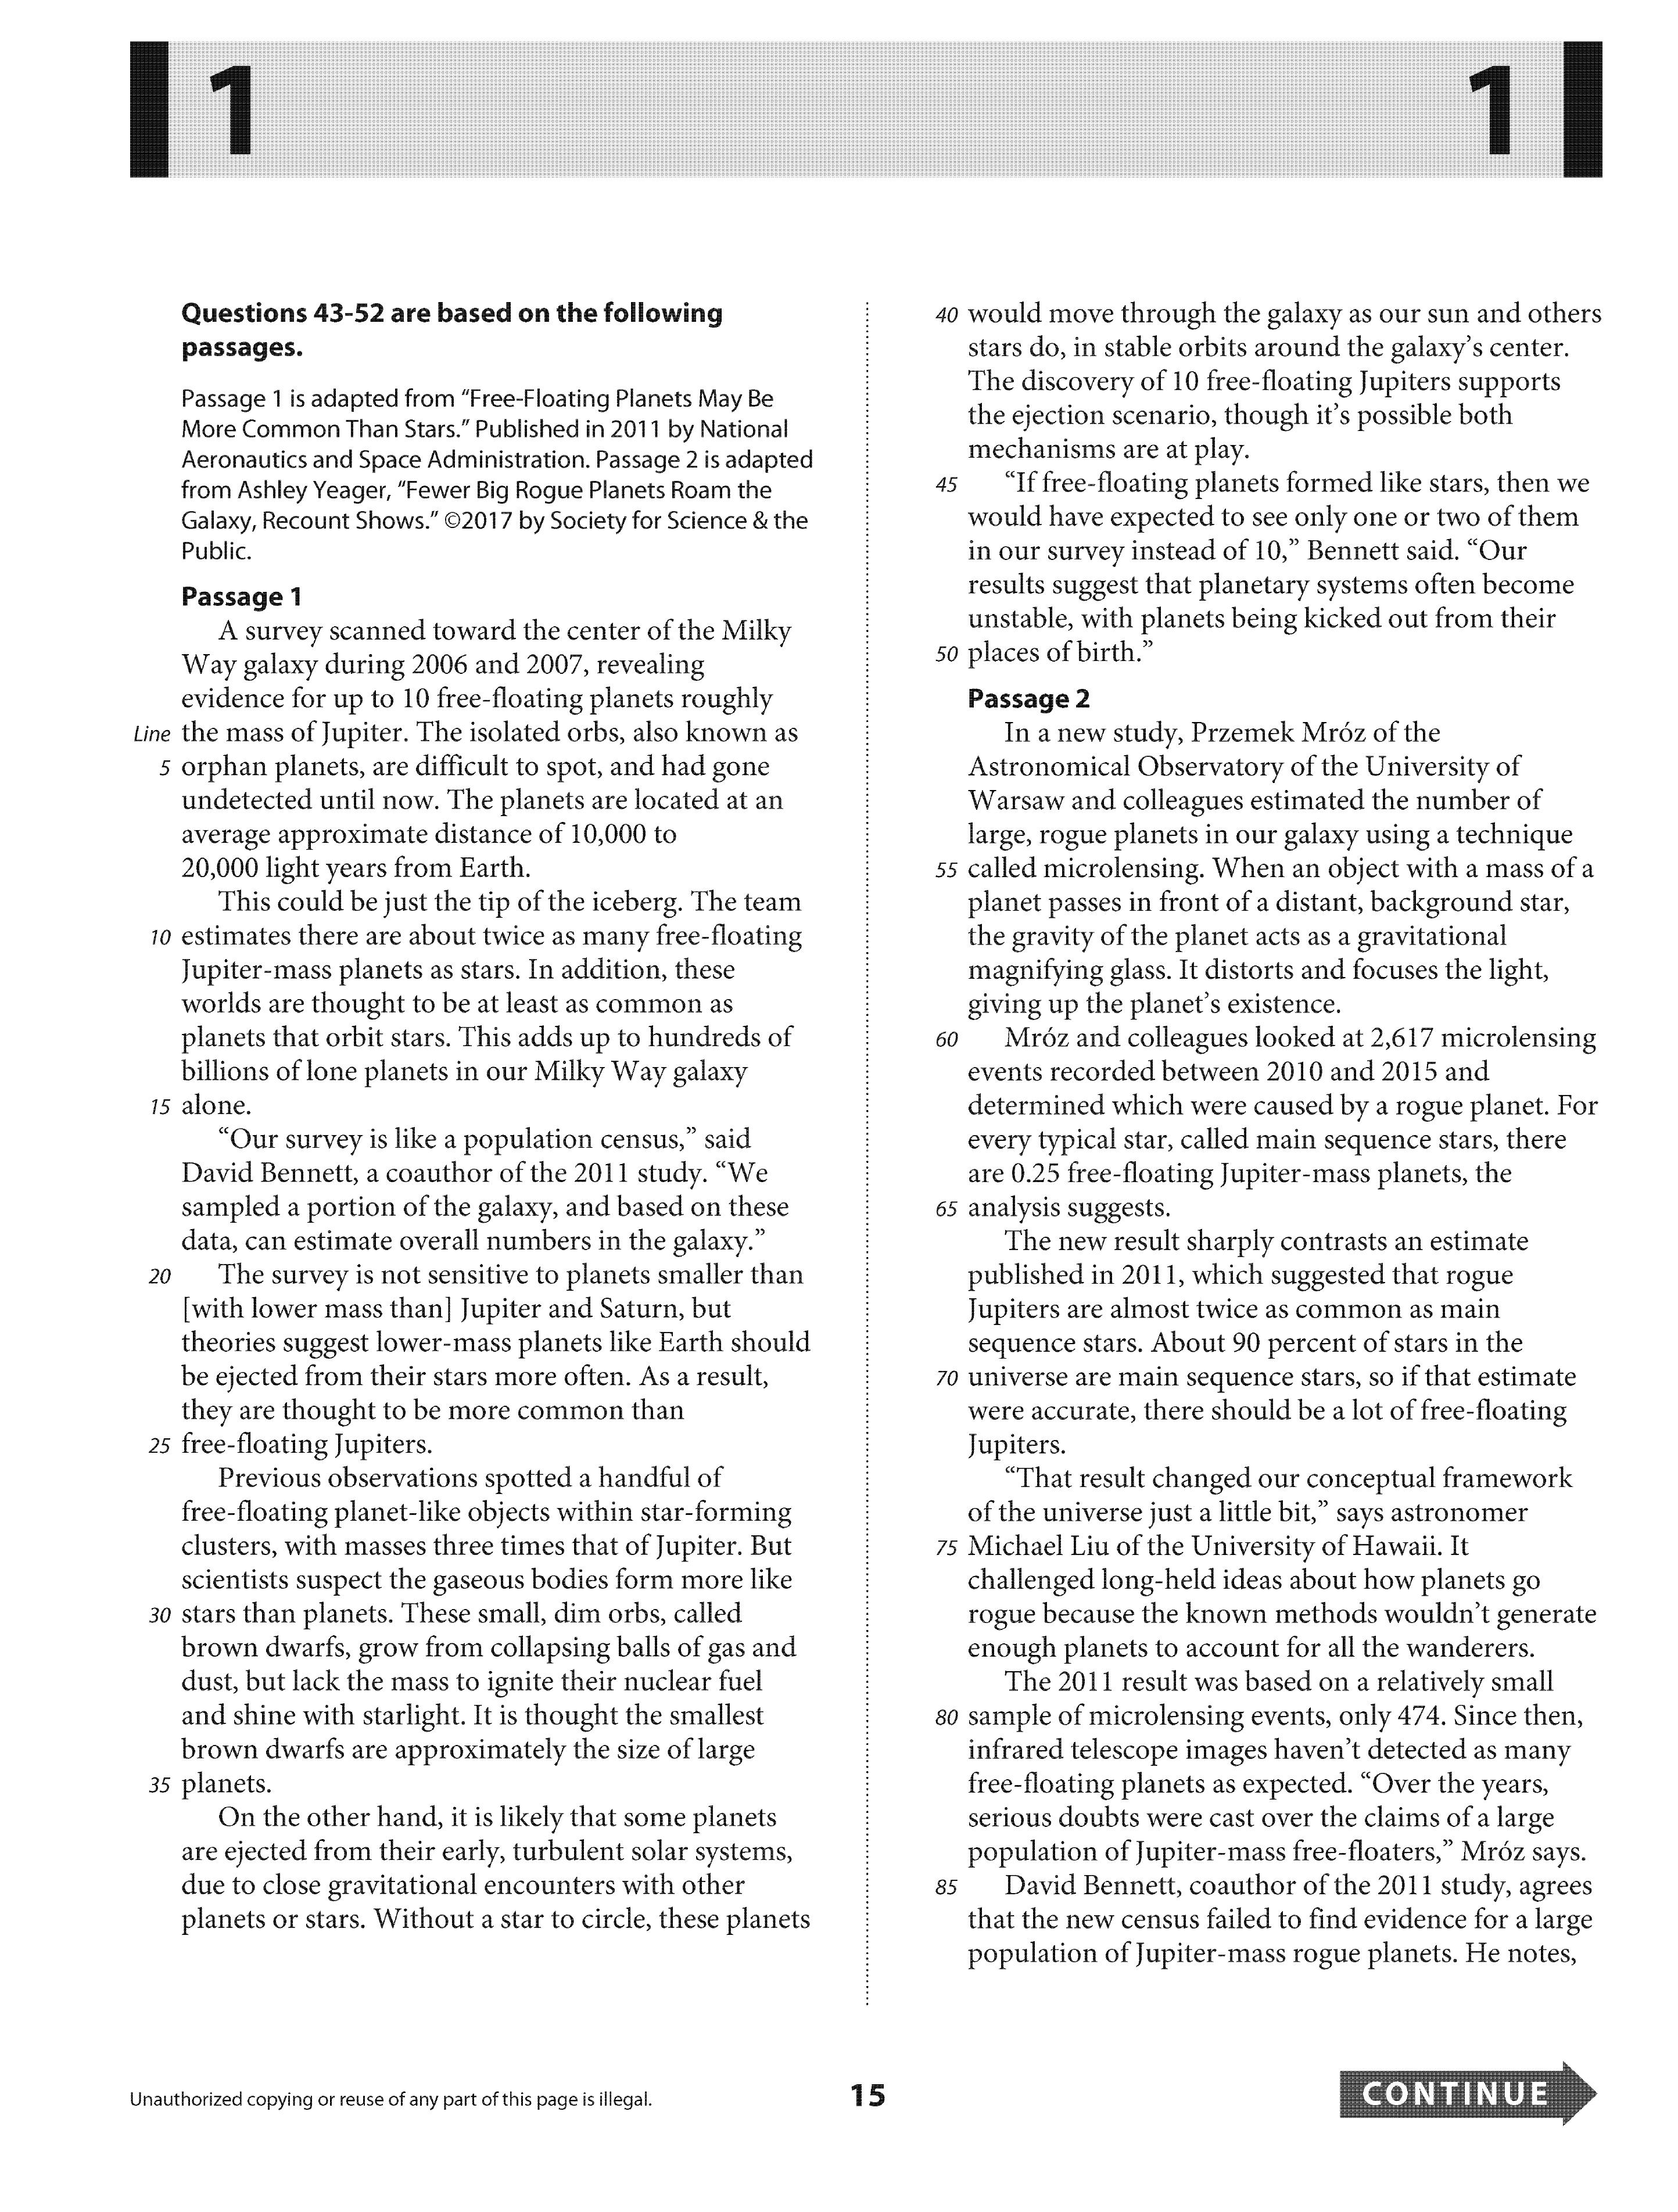 1
1
Questions 43-52 are based on the following
passages.
Passage 1 is adapted from “Free-Floating Planets May Be
More Common Than Stars.” Published in 2011 by National
Aeronautics and Space Administration. Passage 2 is adapted
from Ashley Yeager, “Fewer Big Rogue Planets Roam the
Galaxy, Recount Shows.” ©2017 by Society for Science & the
Public.
Passage 1
A survey scanned toward the center of the Milky
Way galaxy during 2006 and 2007, revealing
evidence for up to 10 free-floating planets roughly
Line the mass of Jupiter. The isolated orbs, also known as
5 orphan planets, are difficult to spot, and had gone
undetected until now. The planets are located at an
average approximate distance of 10,000 to
20,000 light years from Earth.
This could be just the tip of the iceberg. The team
10 estimates there are about twice as many free-floating
Jupiter-mass planets as stars. In addition, these
worlds are thought to be at least as common as
planets that orbit stars. This adds up to hundreds of
billions of lone planets in our Milky Way galaxy
15 alone.
“Our survey is like a population census,” said
David Bennett, a coauthor of the 2011 study. “We
sampled a portion of the galaxy, and based on these
data, can estimate overall numbers in the galaxy.”
20 The survey is not sensitive to planets smaller than
[with lower mass than] Jupiter and Saturn, but
theories suggest lower-mass planets like Earth should
be ejected from their stars more often. As a result,
they are thought to be more common than
25 free-floating Jupiters.
Previous observations spotted a handful of
free-floating planet-like objects within star-forming
clusters, with masses three times that of Jupiter. But
scientists suspect the gaseous bodies form more like
30 stars than planets. These small, dim orbs, called
brown dwarfs, grow from collapsing balls of gas and
dust, but lack the mass to ignite their nuclear fuel
and shine with starlight. It is thought the smallest
brown dwarfs are approximately the size of large
35 planets.
On the other hand, it is likely that some planets
are ejected from their early, turbulent solar systems,
due to close gravitational encounters with other
planets or stars. Without a star to circle, these planets
40 would move through the galaxy as our sun and others
stars do, in stable orbits around the galaxy’s center.
The discovery of 10 free-floating Jupiters supports
the ejection scenario, though it’s possible both
mechanisms are at play.
45 “If free-floating planets formed like stars, then we
would have expected to see only one or two of them
in our survey instead of 10,” Bennett said. “Our
results suggest that planetary systems often become
unstable, with planets being kicked out from their
50 places of birth.”
Passage 2
In a new study, Przemek Mróz of the
Astronomical Observatory of the University of
Warsaw and colleagues estimated the number of
large, rogue planets in our galaxy using a technique
55 called microlensing. When an object with a mass of a
planet passes in front of a distant, background star,
the gravity of the planet acts as a gravitational
magnifying glass. It distorts and focuses the light,
giving up the planet’s existence.
60 Mróz and colleagues looked at 2,617 microlensing
events recorded between 2010 and 2015 and
determined which were caused by a rogue planet. For
every typical star, called main sequence stars, there
are 0.25 free-floating Jupiter-mass planets, the
65 analysis suggests.
The new result sharply contrasts an estimate
published in 2011, which suggested that rogue
Jupiters are almost twice as common as main
sequence stars. About 90 percent of stars in the
70 universe are main sequence stars, so if that estimate
were accurate, there should be a lot of free-floating
Jupiters.
“That result changed our conceptual framework
of the universe just a little bit,” says astronomer
75 Michael Liu of the University of Hawaii. It
challenged long-held ideas about how planets go
rogue because the known methods wouldn’t generate
enough planets to account for all the wanderers.
The 2011 result was based on a relatively small
80 sample of microlensing events, only 474. Since then,
infrared telescope images haven’t detected as many
free-floating planets as expected. “Over the years,
serious doubts were cast over the claims of a large
population of Jupiter-mass free-floaters,” Mróz says.
85 David Bennett, coauthor of the 2011 study, agrees
that the new census failed to find evidence for a large
population of Jupiter-mass rogue planets. He notes,
Unauthorized copying or reuse of any part of this page is illegal.
15
CONTINUE